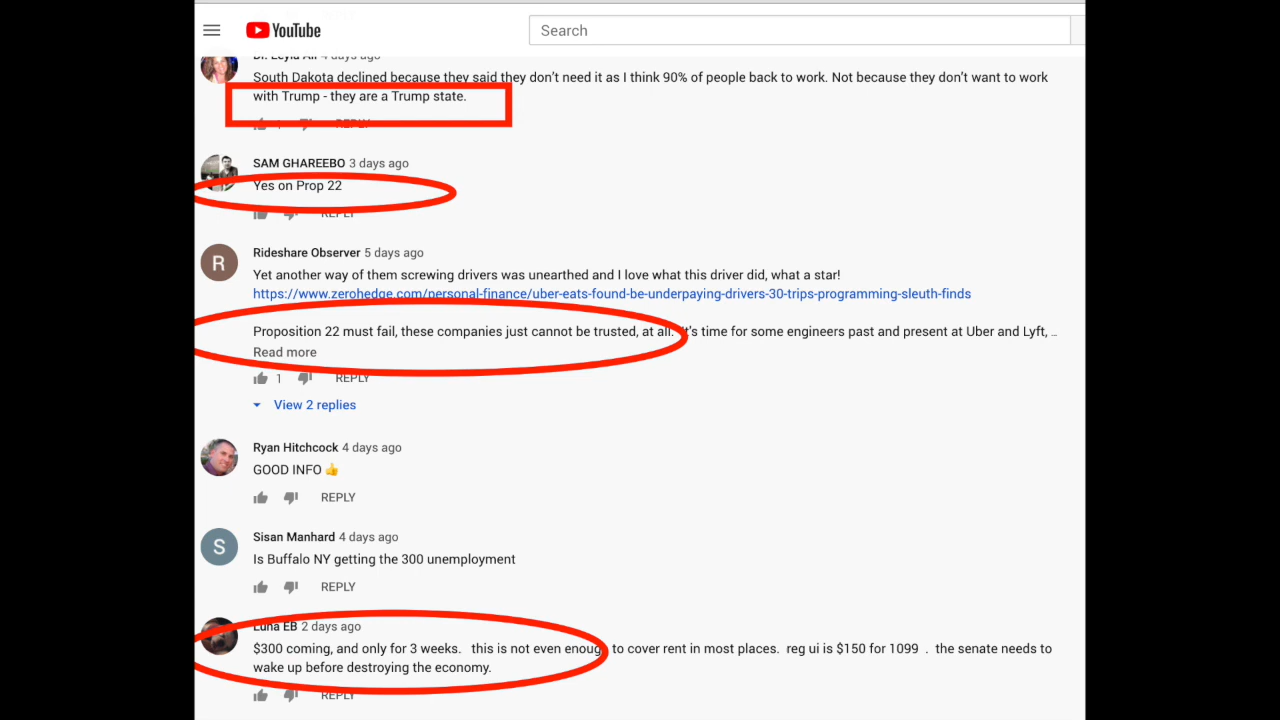 YouTube
Search
Dr. Leyla Ali 4 days ago
South Dakota declined because they said they don't need it as I think 90% of people back to work. Not because they don't want to work
with Trump - they are a Trump state.
1 REPLY
SAM GHAREEBO 3 days ago
Yes on Prop 22
REPLY
R
Rideshare Observer 5 days ago
Yet another way of them screwing drivers was unearthed and I love what this driver did, what a star!
https://www.zerohedge.com/personal-finance/uber-eats-found-be-underpaying-drivers-30-trips-programming-sleuth-finds
Proposition 22 must fail, these companies just cannot be trusted, at all. It's time for some engineers past and present at Uber and Lyft, ...
Read more
1 REPLY
View 2 replies
Ryan Hitchcock 4 days ago
GOOD INFO 👍
REPLY
S
Sisan Manhard 4 days ago
Is Buffalo NY getting the 300 unemployment
REPLY
Luna EB 2 days ago
$300 coming, and only for 3 weeks. this is not even enough to cover rent in most places. reg ui is $150 for 1099 . the senate needs to
wake up before destroying the economy.
REPLY